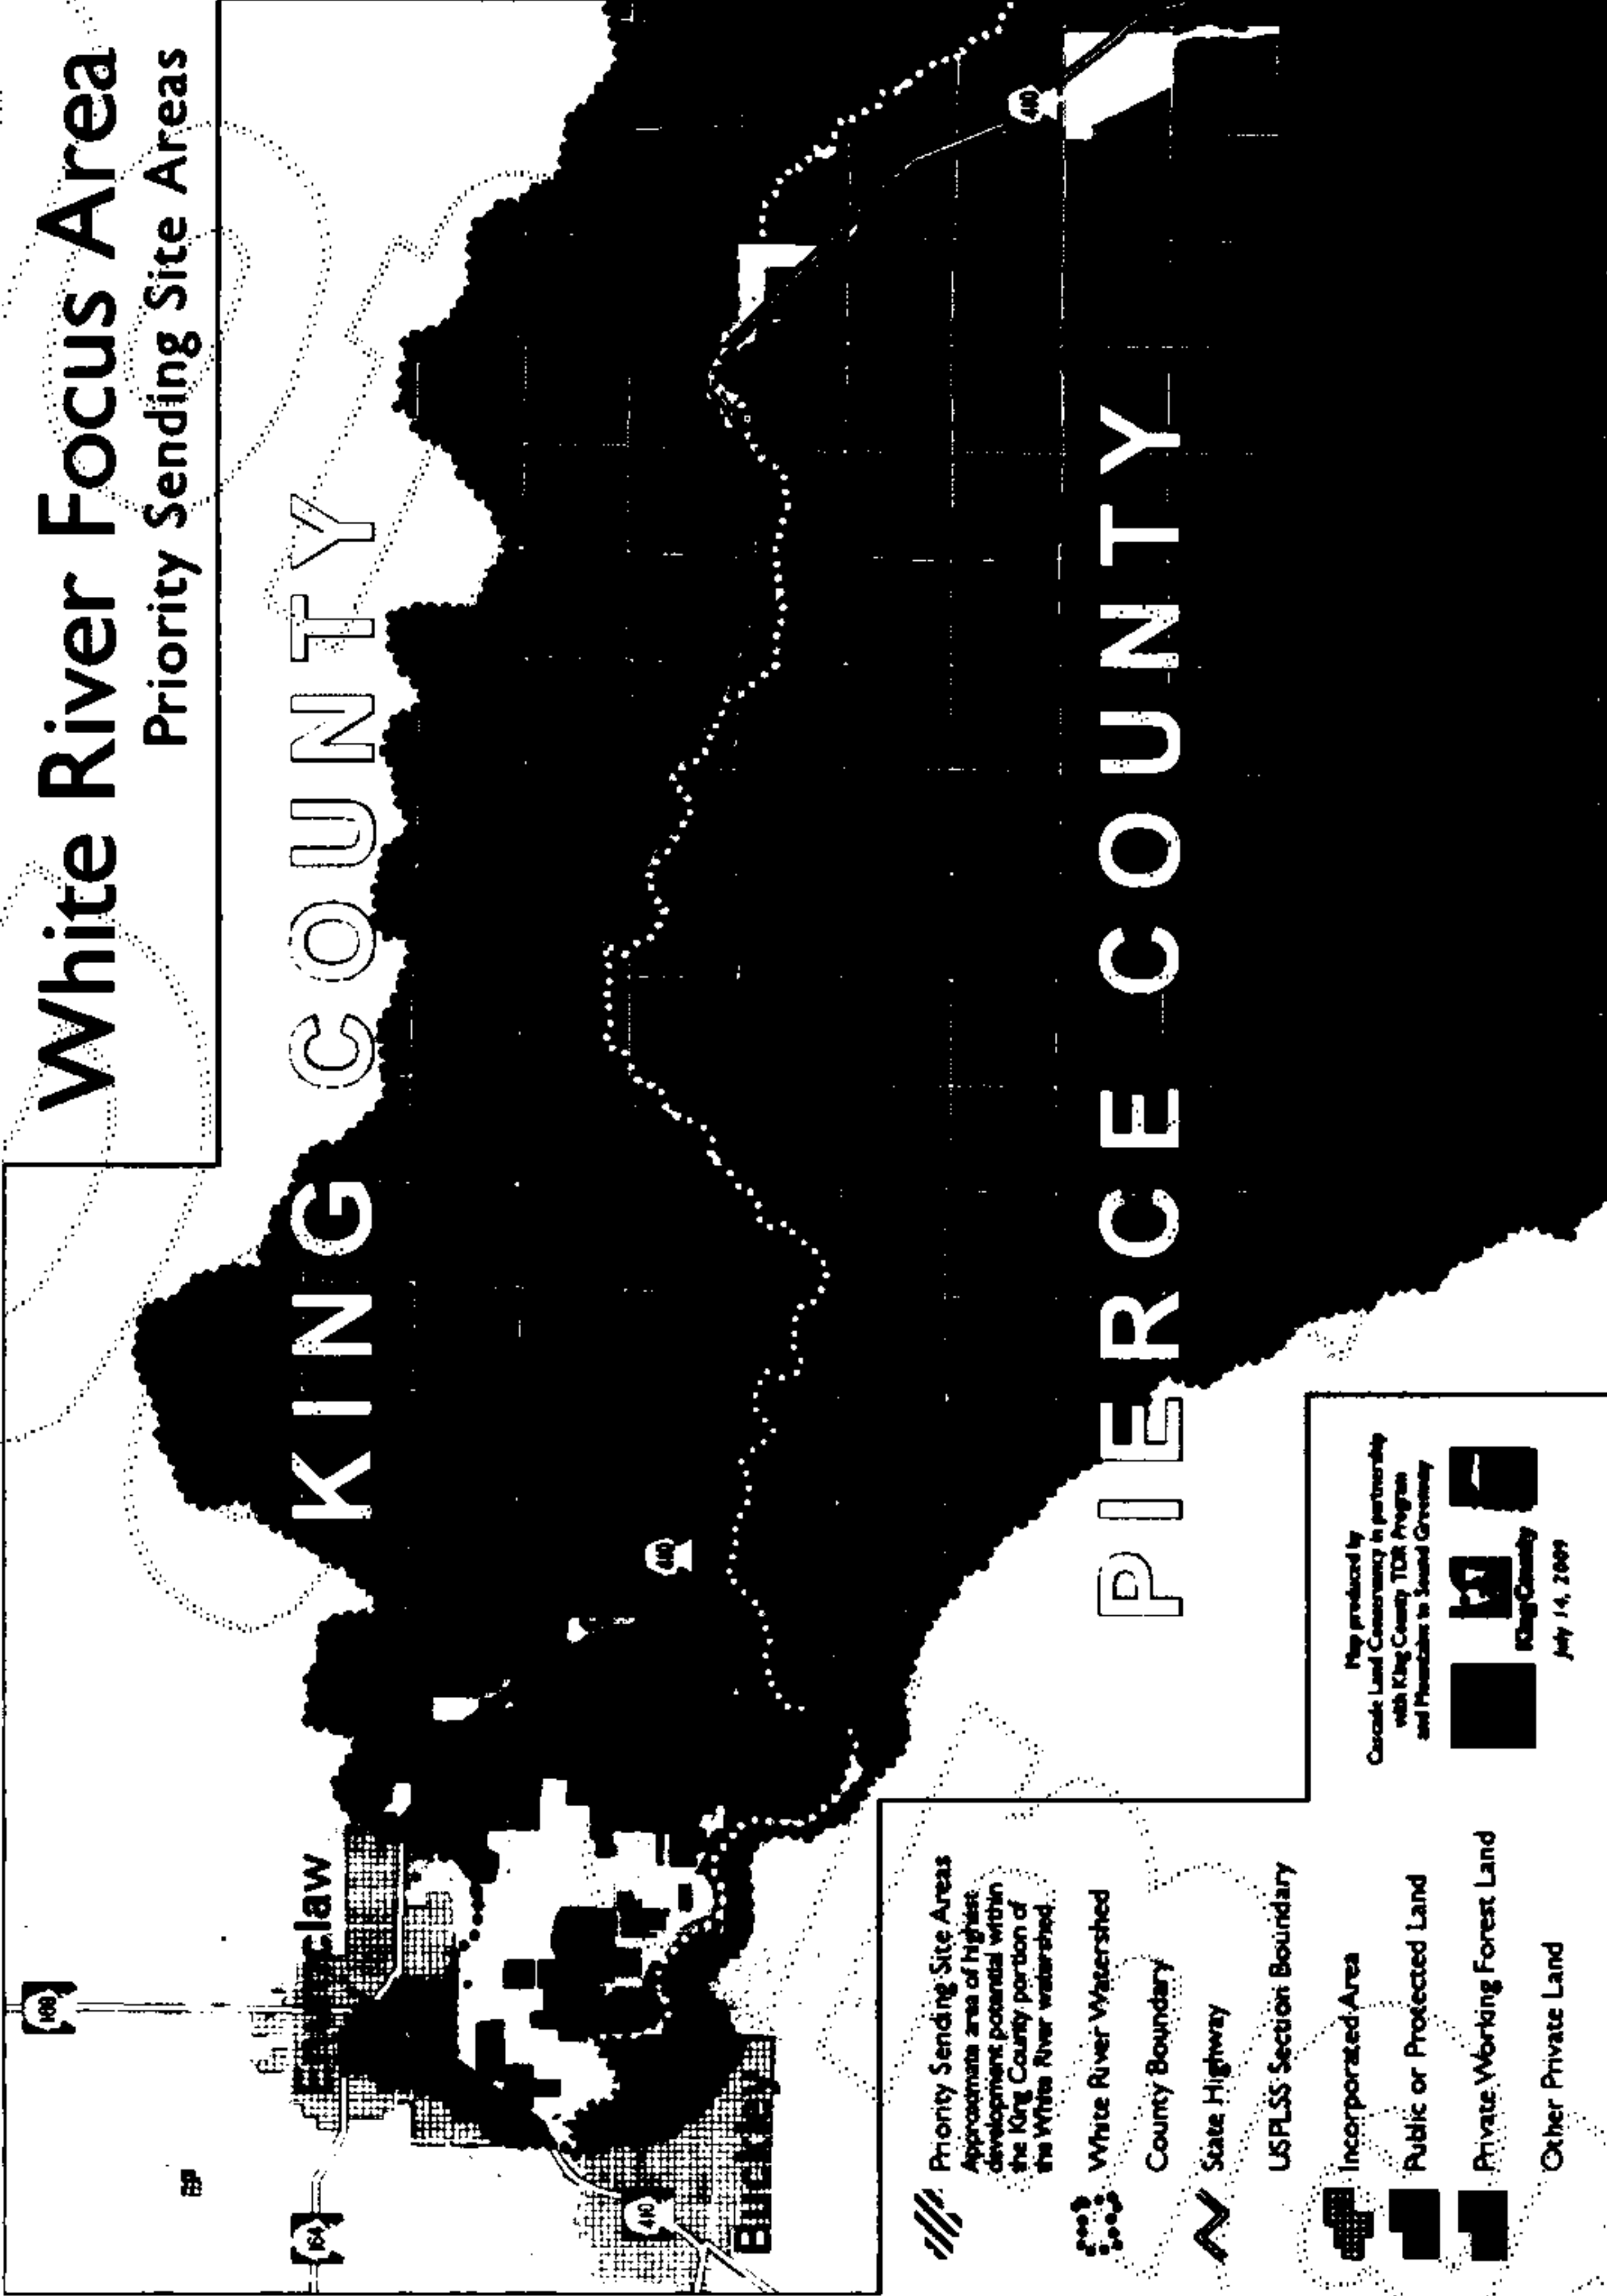 White River Focus Area
Priority Sending Site Areas
KING COUNTY
PIERCE COUNTY
169
164
410
410
410
Buckley
Priority Sending Site Areas
Approximate area of highest
development potential within
the King County portion of
the White River watershed.
White River Watershed
County Boundary
State Highway
USPLSS Section Boundary
Incorporated Area
Public or Protected Land
Private Working Forest Land
Other Private Land
Map produced by
Cascade Land Conservancy in partnership
with King County TDR Program
and Mountains to Sound Greenway
King County
July 14, 2009